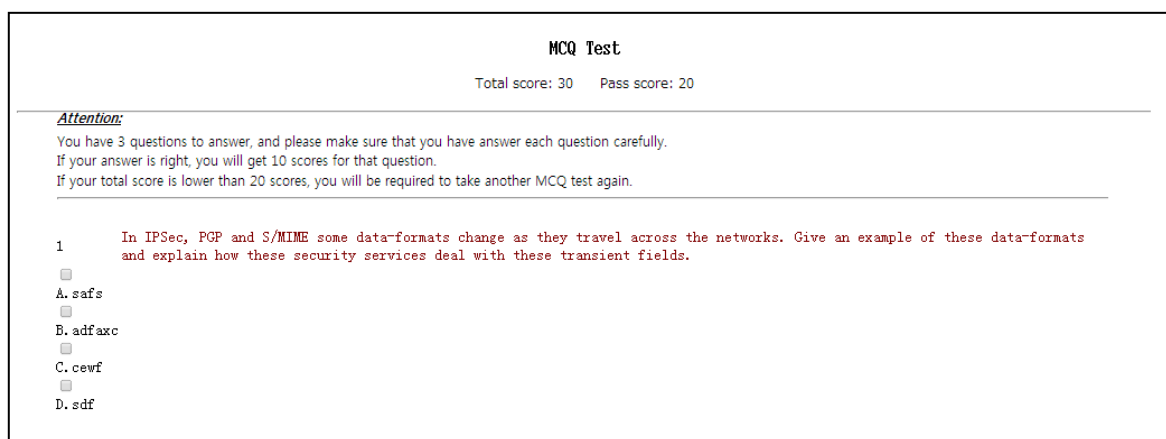 MCQ Test
Total score: 30 Pass score: 20
Attention:
You have 3 questions to answer, and please make sure that you have answer each question carefully.
If your answer is right, you will get 10 scores for that question.
If your total score is lower than 20 scores, you will be required to take another MCQ test again.
1 In IPSec, PGP and S/MIME some data-formats change as they travel across the networks. Give an example of these data-formats
and explain how these security services deal with these transient fields.
A. safs
B. adfaxc
C. cewf
D. sdf